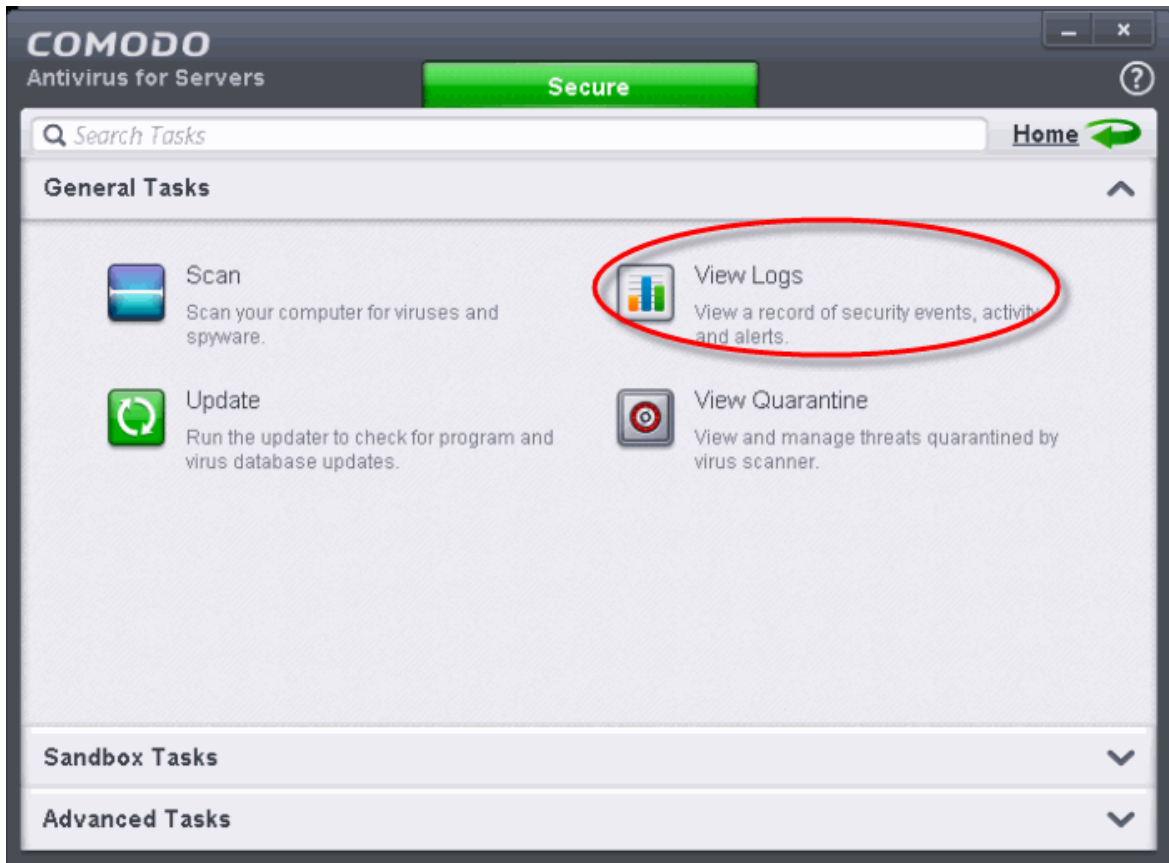 COMODO
Antivirus for Servers
Secure
Search Tasks
Home
General Tasks
Scan
Scan your computer for viruses and
spyware.
View Logs
View a record of security events, activity
and alerts.
Update
Run the updater to check for program and
virus database updates.
View Quarantine
View and manage threats quarantined by
virus scanner.
Sandbox Tasks
Advanced Tasks